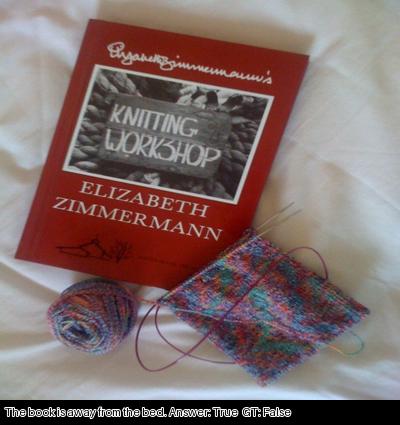 Elizabeth Zimmermann's
KNITTING
WORKSHOP
ELIZABETH
ZIMMERMANN
The book is away from the bed. Answer: True GT: False